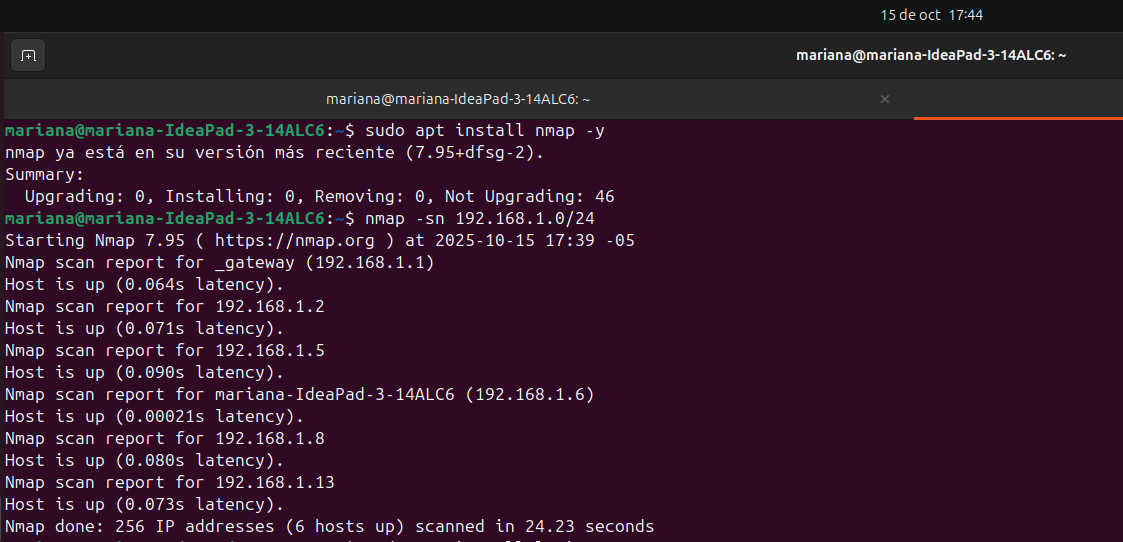 15 de oct 17:44
mariana@mariana-IdeaPad-3-14ALC6: ~
mariana@mariana-IdeaPad-3-14ALC6: ~
mariana@mariana-IdeaPad-3-14ALC6:~$ sudo apt install nmap -y
nmap ya está en su versión más reciente (7.95+dfsg-2).
Summary:
  Upgrading: 0, Installing: 0, Removing: 0, Not Upgrading: 46
mariana@mariana-IdeaPad-3-14ALC6:~$ nmap -sn 192.168.1.0/24
Starting Nmap 7.95 ( https://nmap.org ) at 2025-10-15 17:39 -05
Nmap scan report for _gateway (192.168.1.1)
Host is up (0.064s latency).
Nmap scan report for 192.168.1.2
Host is up (0.071s latency).
Nmap scan report for 192.168.1.5
Host is up (0.090s latency).
Nmap scan report for mariana-IdeaPad-3-14ALC6 (192.168.1.6)
Host is up (0.00021s latency).
Nmap scan report for 192.168.1.8
Host is up (0.080s latency).
Nmap scan report for 192.168.1.13
Host is up (0.073s latency).
Nmap done: 256 IP addresses (6 hosts up) scanned in 24.23 seconds